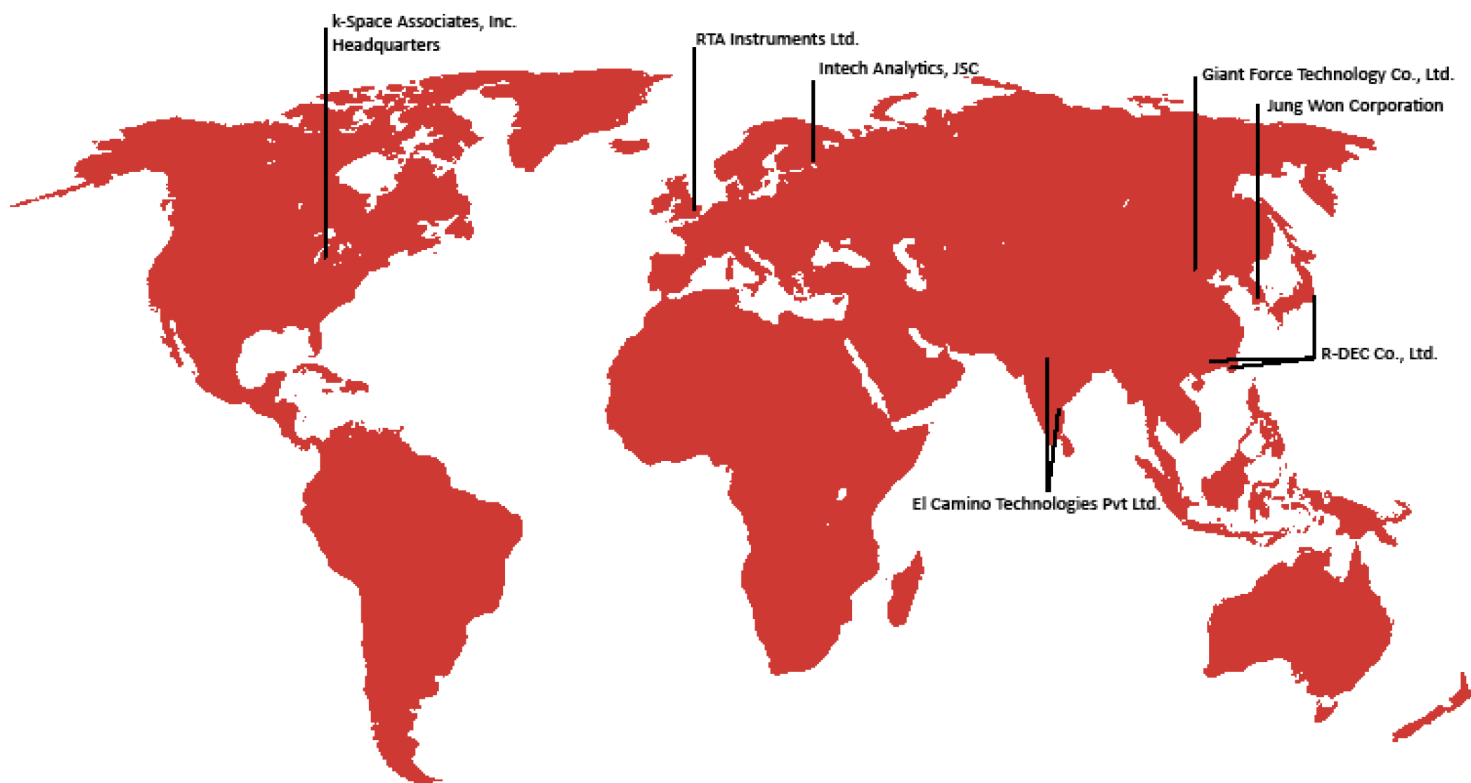 k-Space Associates, Inc.
Headquarters
RTA Instruments Ltd.
Intech Analytics, JSC
Giant Force Technology Co., Ltd.
Jung Won Corporation
R-DEC Co., Ltd.
El Camino Technologies Pvt Ltd.